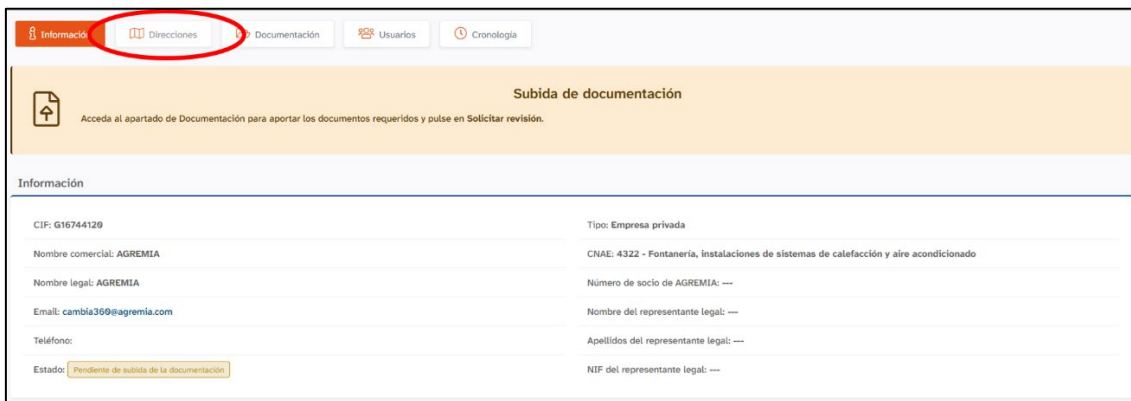 Información
Direcciones
Documentación
Usuarios
Cronología
Subida de documentación
Acceda al apartado de Documentación para aportar los documentos requeridos y pulse en Solicitar revisión.
Información
CIF: G16744120
Tipo: Empresa privada
Nombre comercial: AGREMIA
CNAE: 4322 - Fontanería, instalaciones de sistemas de calefacción y aire acondicionado
Nombre legal: AGREMIA
Número de socio de AGREMIA: ---
Email: cambia360@agremia.com
Nombre del representante legal: ---
Teléfono:
Apellidos del representante legal: ---
Estado: Pendiente de subida de la documentación
NIF del representante legal: ---